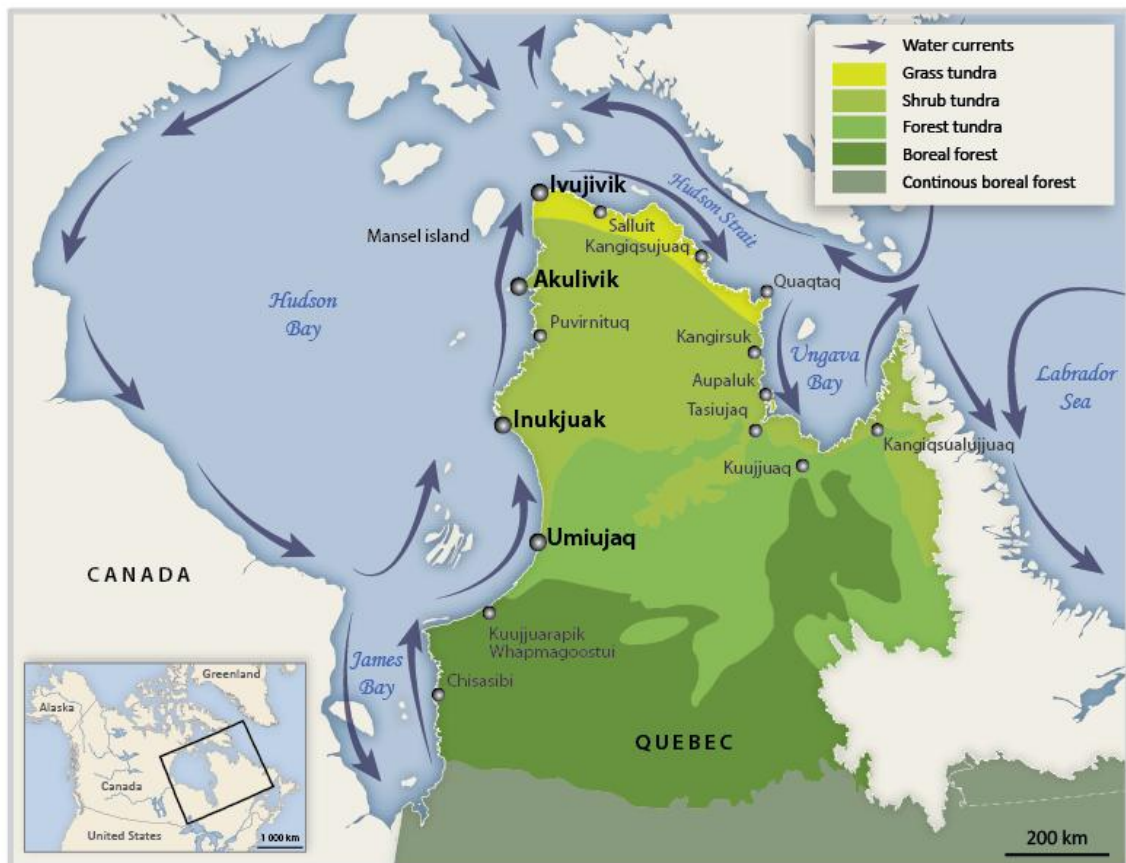 Water currents
Grass tundra
Shrub tundra
Forest tundra
Boreal forest
Continous boreal forest
Ivujivik
Salluit
Kangiqsujuaq
Hudson Strait
Mansel island
Akulivik
Quaqtaq
Hudson
Bay
Puvirnituq
Kangirsuk
Ungava
Bay
Aupaluk
Labrador
Sea
Tasiujaq
Inukjuak
Kangiqsualujjuaq
Kuujjuaq
Umiujaq
CANADA
Kuujjuarapik
Whapmagoostui
James
Bay
Chisasibi
QUEBEC
Greenland
Alaska
Canada
United States
1 000 km
200 km